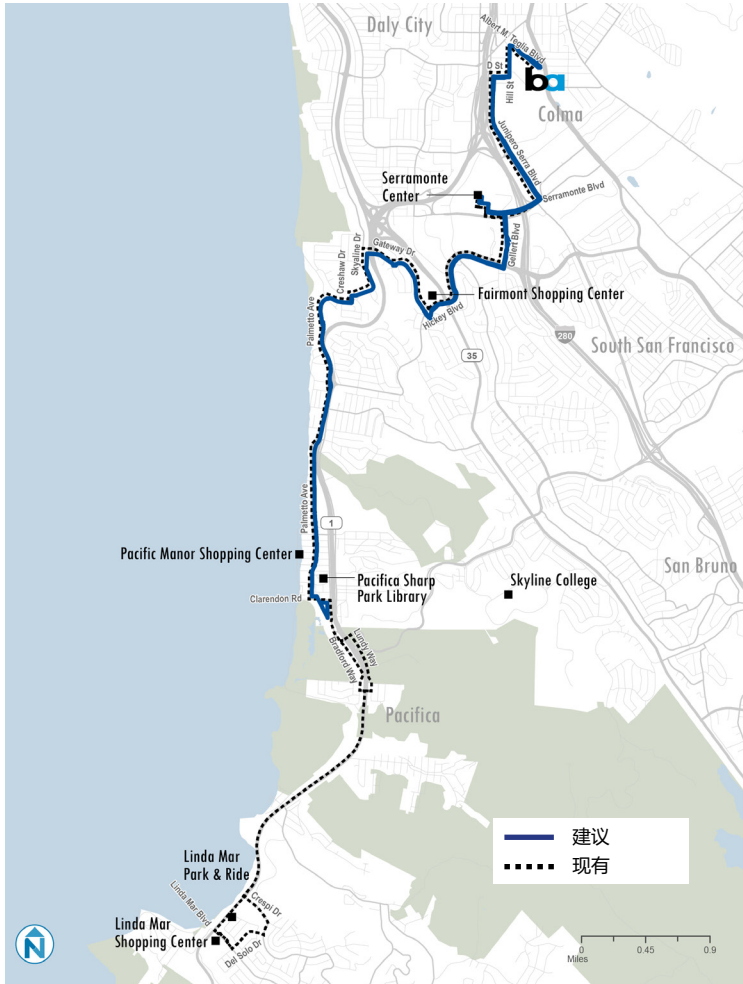 Daly City
Albert M. Teglia Blvd
D St
Hill St
ba
Colma
Junipero Serra Blvd
Serramonte
Center
Serramonte Blvd
Gellert Blvd
Gateway Dr
Skyaline Dr
Creshaw Dr
Palmetto Ave
Fairmont Shopping Center
Hickey Blvd
280
35
South San Francisco
Palmetto Ave
1
Pacific Manor Shopping Center
San Bruno
Pacifica Sharp
Park Library
Skyline College
Clarendon Rd
Lundy Way
Bradford Way
Pacifica
建议
现有
Linda Mar
Park & Ride
Linda Mar Blvd
Crespi Dr
Linda Mar
Shopping Center
Del Solo Dr
N
0 0.45 0.9
Miles